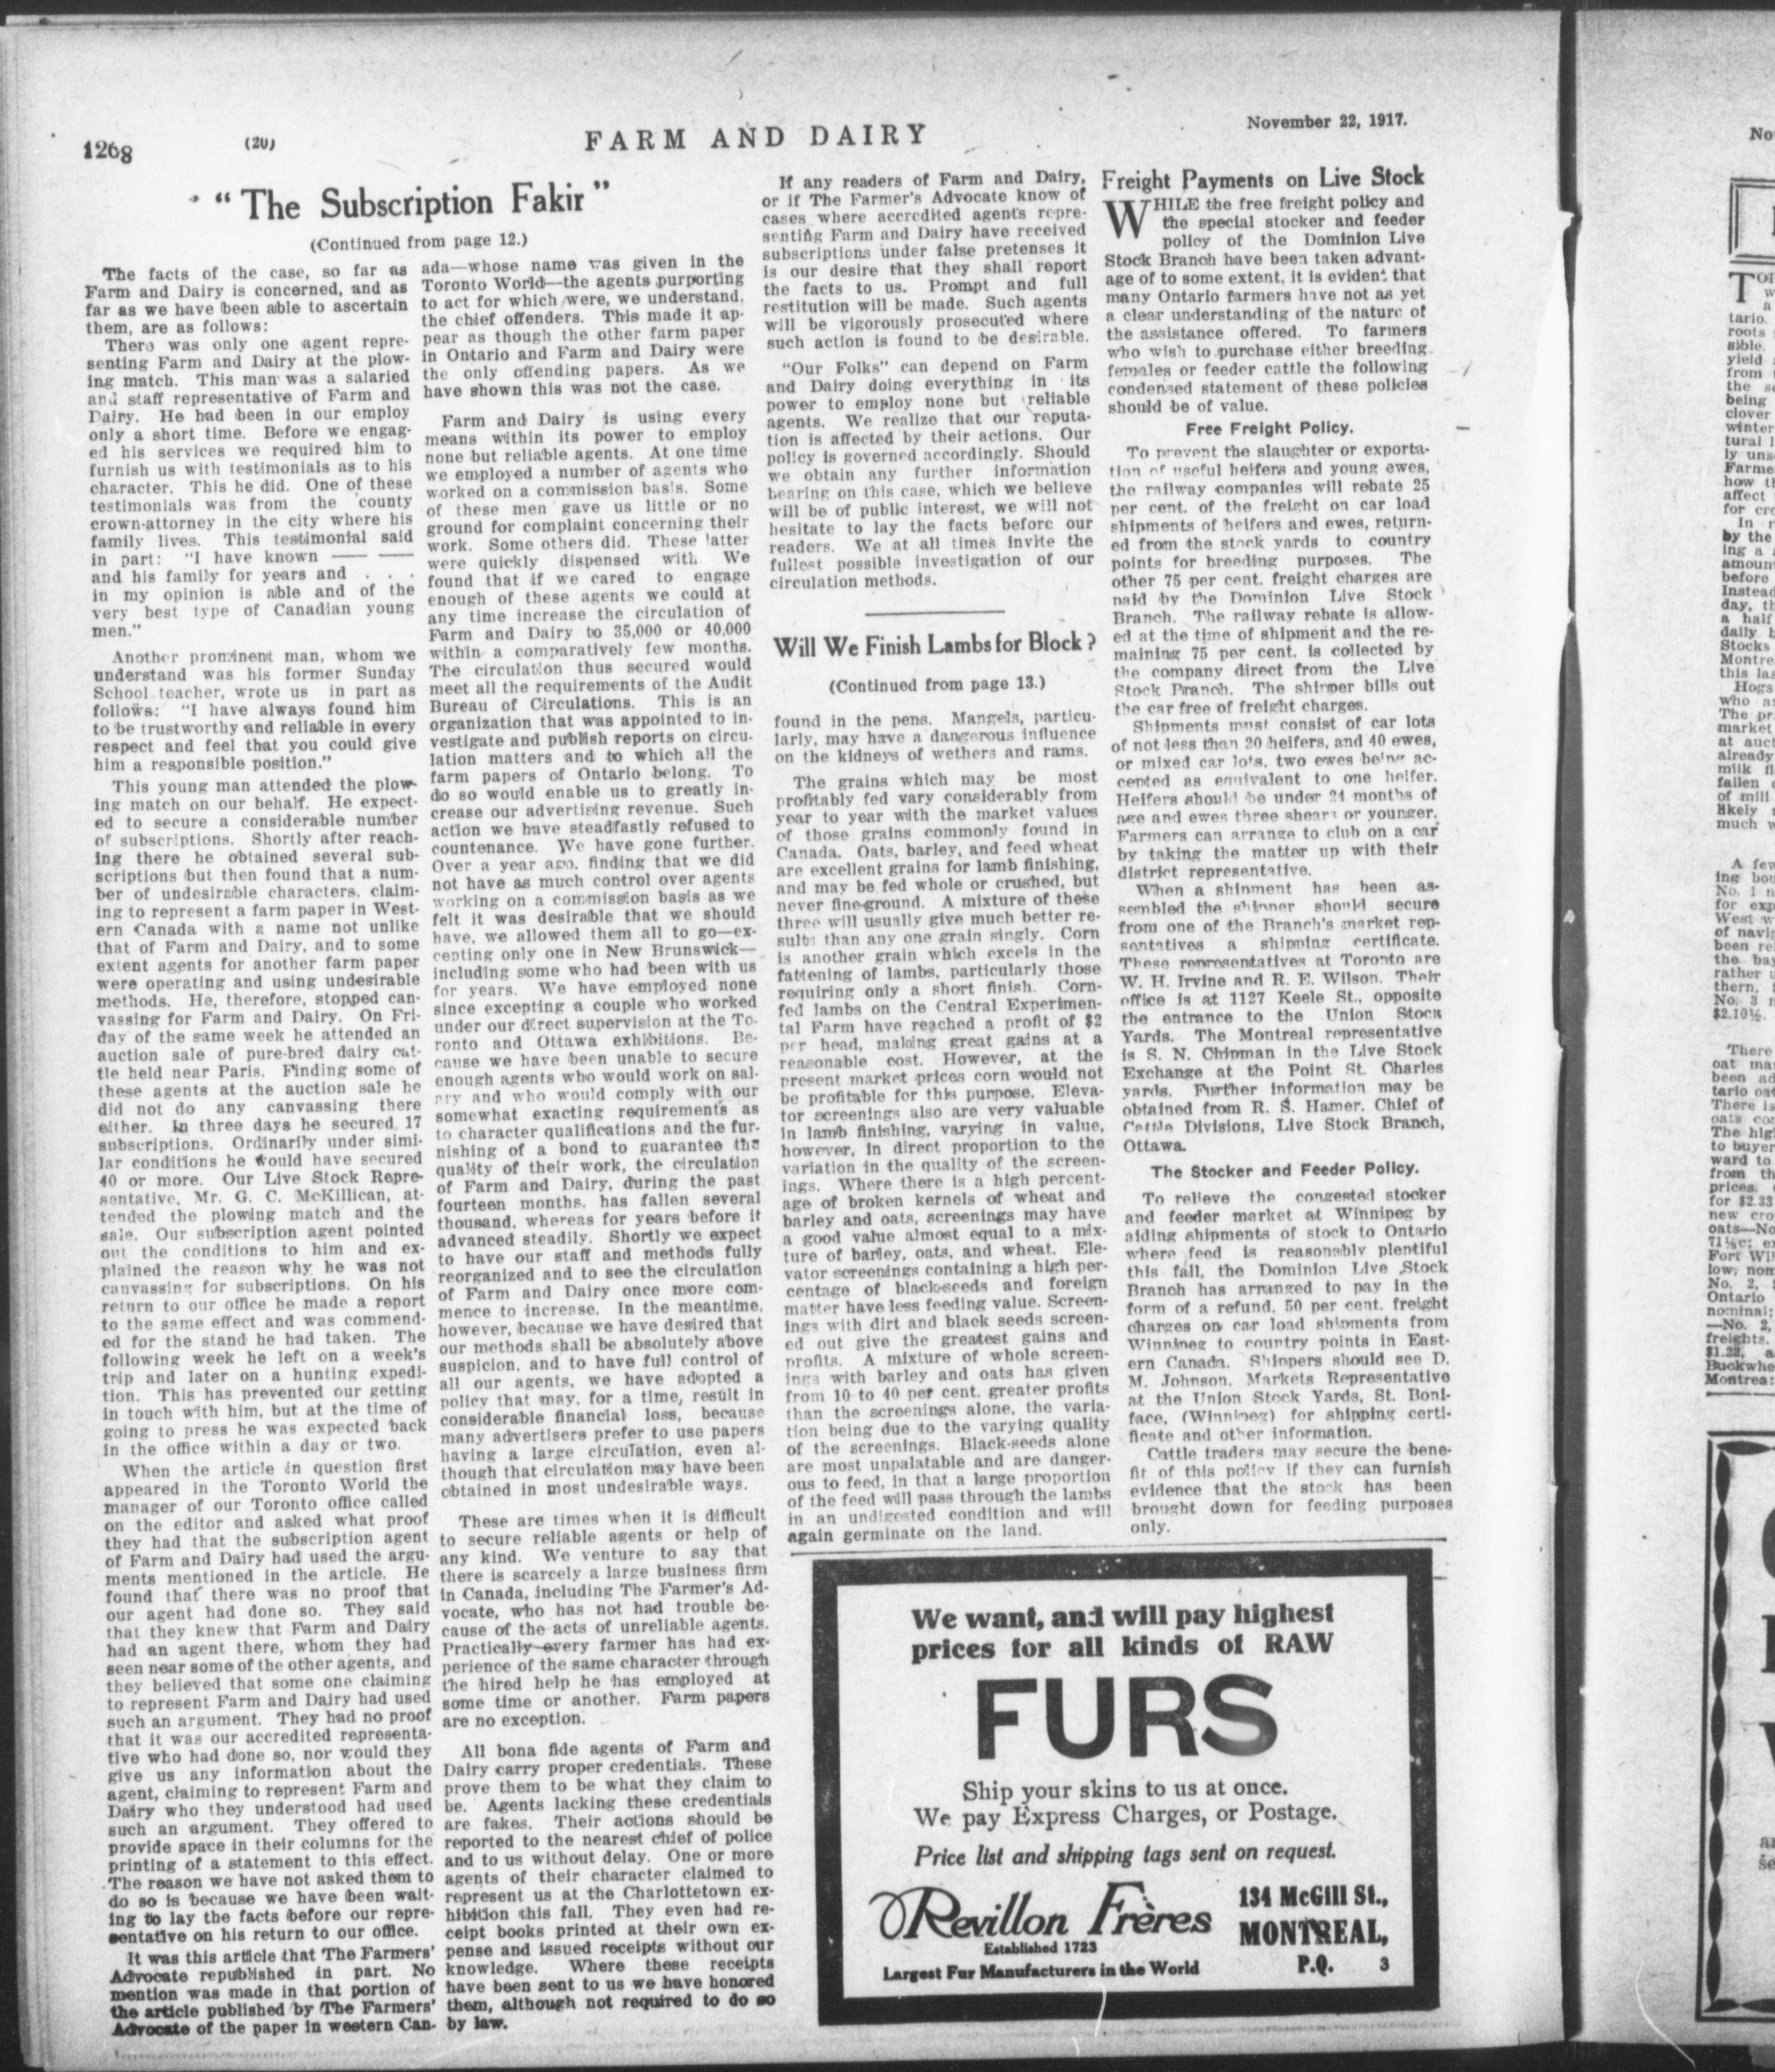 1268
(20)
FARM AND DAIRY
November 22, 1917.
“The Subscription Fakir”
(Continued from page 12.)
The facts of the case, so far as
Farm and Dairy is concerned, and as
far as we have been able to ascertain
them, are as follows:
There was only one agent repre-
senting Farm and Dairy at the plow-
ing match. This man was a salaried
and staff representative of Farm and
Dairy. He had been in our employ
only a short time. Before we engag-
ed his services we required him to
furnish us with testimonials as to his
character. This he did. One of these
testimonials was from the county
crown-attorney in the city where his
family lives. This testimonial said
in part: "I have known —— ——
and his family for years and . . .
in my opinion is able and of the
very best type of Canadian young
men."
Another prominent man, whom we
understand was his former Sunday
School teacher, wrote us in part as
follows: "I have always found him
to be trustworthy and reliable in every
respect and feel that you could give
him a responsible position."
This young man attended the plow-
ing match on our behalf. He expect-
ed to secure a considerable number
of subscriptions. Shortly after reach-
ing there he obtained several sub-
scriptions but then found that a num-
ber of undesirable characters, claim-
ing to represent a farm paper in West-
ern Canada with a name not unlike
that of Farm and Dairy, and to some
extent agents for another farm paper
were operating and using undesirable
methods. He, therefore, stopped can-
vassing for Farm and Dairy. On Fri-
day of the same week he attended an
auction sale of pure-bred dairy cat-
tle held near Paris. Finding some of
these agents at the auction sale he
did not do any canvassing there
either. In three days he secured 17
subscriptions. Ordinarily under simi-
lar conditions he would have secured
40 or more. Our Live Stock Repre-
sentative, Mr. G. C. McKillican, at-
tended the plowing match and the
sale. Our subscription agent pointed
out the conditions to him and ex-
plained the reason why he was not
canvassing for subscriptions. On his
return to our office he made a report
to the same effect and was commend-
ed for the stand he had taken. The
following week he left on a week's
trip and later on a hunting expedi-
tion. This has prevented our getting
in touch with him, but at the time of
going to press he was expected back
in the office within a day or two.
When the article in question first
appeared in the Toronto World the
manager of our Toronto office called
on the editor and asked what proof
they had that the subscription agent
of Farm and Dairy had used the argu-
ments mentioned in the article. He
found that there was no proof that
our agent had done so. They said
that they knew that Farm and Dairy
had an agent there, whom they had
seen near some of the other agents, and
they believed that some one claiming
to represent Farm and Dairy had used
such an argument. They had no proof
that it was our accredited representa-
tive who had done so, nor would they
give us any information about the
agent, claiming to represent Farm and
Dairy who they understood had used
such an argument. They offered to
provide space in their columns for the
printing of a statement to this effect.
The reason we have not asked them to
do so is because we have been wait-
ing to lay the facts before our repre-
sentative on his return to our office.
It was this article that The Farmers'
Advocate republished in part. No
mention was made in that portion of
the article published by The Farmers'
Advocate of the paper in western Can-
ada—whose name was given in the
Toronto World—the agents purporting
to act for which were, we understand,
the chief offenders. This made it ap-
pear as though the other farm paper
in Ontario and Farm and Dairy were
the only offending papers. As we
have shown this was not the case.
Farm and Dairy is using every
means within its power to employ
none but reliable agents. At one time
we employed a number of agents who
worked on a commission basis. Some
of these men gave us little or no
ground for complaint concerning their
work. Some others did. These latter
were quickly dispensed with. We
found that if we cared to engage
enough of these agents we could at
any time increase the circulation of
Farm and Dairy to 35,000 or 40,000
within a comparatively few months.
The circulation thus secured would
meet all the requirements of the Audit
Bureau of Circulations. This is an
organization that was appointed to in-
vestigate and publish reports on circu-
lation matters and to which all the
farm papers of Ontario belong. To
do so would enable us to greatly in-
crease our advertising revenue. Such
action we have steadfastly refused to
countenance. We have gone further.
Over a year ago, finding that we did
not have as much control over agents
working on a commission basis as we
felt it was desirable that we should
have, we allowed them all to go—ex-
cepting only one in New Brunswick—
including some who had been with us
for years. We have employed none
since excepting a couple who worked
under our direct supervision at the To-
ronto and Ottawa exhibitions. Be-
cause we have been unable to secure
enough agents who would work on sal-
ary and who would comply with our
somewhat exacting requirements as
to character qualifications and the fur-
nishing of a bond to guarantee the
quality of their work, the circulation
of Farm and Dairy, during the past
fourteen months, has fallen several
thousand, whereas for years before it
advanced steadily. Shortly we expect
to have our staff and methods fully
reorganized and to see the circulation
of Farm and Dairy once more com-
mence to increase. In the meantime,
however, because we have desired that
our methods shall be absolutely above
suspicion, and to have full control of
all our agents, we have adopted a
policy that may, for a time, result in
considerable financial loss, because
many advertisers prefer to use papers
having a large circulation, even al-
though that circulation may have been
obtained in most undesirable ways.
These are times when it is difficult
to secure reliable agents or help of
any kind. We venture to say that
there is scarcely a large business firm
in Canada, including The Farmer's Ad-
vocate, who has not had trouble be-
cause of the acts of unreliable agents.
Practically every farmer has had ex-
perience of the same character through
the hired help he has employed at
some time or another. Farm papers
are no exception.
All bona fide agents of Farm and
Dairy carry proper credentials. These
prove them to be what they claim to
be. Agents lacking these credentials
are fakes. Their actions should be
reported to the nearest chief of police
and to us without delay. One or more
agents of their character claimed to
represent us at the Charlottetown ex-
hibition this fall. They even had re-
ceipt books printed at their own ex-
pense and issued receipts without our
knowledge. Where these receipts
have been sent to us we have honored
them, although not required to do so
by law.
If any readers of Farm and Dairy,
or if The Farmer's Advocate know of
cases where accredited agents repre-
senting Farm and Dairy have received
subscriptions under false pretenses it
is our desire that they shall report
the facts to us. Prompt and full
restitution will be made. Such agents
will be vigorously prosecuted where
such action is found to be desirable.
"Our Folks" can depend on Farm
and Dairy doing everything in its
power to employ none but reliable
agents. We realize that our reputa-
tion is affected by their actions. Our
policy is governed accordingly. Should
we obtain any further information
bearing on this case, which we believe
will be of public interest, we will not
hesitate to lay the facts before our
readers. We at all times invite the
fullest possible investigation of our
circulation methods.
Will We Finish Lambs for Block?
(Continued from page 13.)
found in the pens. Mangels, particu-
larly, may have a dangerous influence
on the kidneys of wethers and rams.
The grains which may be most
profitably fed vary considerably from
year to year with the market values
of those grains commonly found in
Canada. Oats, barley, and feed wheat
are excellent grains for lamb finishing,
and may be fed whole or crushed, but
never fine-ground. A mixture of these
three will usually give much better re-
sults than any one grain singly. Corn
is another grain which excels in the
fattening of lambs, particularly those
requiring only a short finish. Corn-
fed lambs on the Central Experimen-
tal Farm have reached a profit of $2
per head, making great gains at a
reasonable cost. However, at the
present market prices corn would not
be profitable for this purpose. Eleva-
tor screenings also are very valuable
in lamb finishing, varying in value,
however, in direct proportion to the
variation in the quality of the screen-
ings. Where there is a high percent-
age of broken kernels of wheat and
barley and oats, screenings may have
a good value almost equal to a mix-
ture of barley, oats, and wheat. Ele-
vator screenings containing a high per-
centage of black-seeds and foreign
matter have less feeding value. Screen-
ings with dirt and black seeds screen-
ed out give the greatest gains and
profits. A mixture of whole screen-
ings with barley and oats has given
from 10 to 40 per cent. greater profits
than the screenings alone, the varia-
tion being due to the varying quality
of the screenings. Black-seeds alone
are most unpalatable and are danger-
ous to feed, in that a large proportion
of the feed will pass through the lambs
in an undigested condition and will
again germinate on the land.
Freight Payments on Live Stock
WHILE the free freight policy and
the special stocker and feeder
policy of the Dominion Live
Stock Branch have been taken advant-
age of to some extent, it is evident that
many Ontario farmers have not as yet
a clear understanding of the nature of
the assistance offered. To farmers
who wish to purchase either breeding
females or feeder cattle the following
condensed statement of these policies
should be of value.
Free Freight Policy.
To prevent the slaughter or exporta-
tion of useful heifers and young ewes,
the railway companies will rebate 25
per cent. of the freight on car load
shipments of heifers and ewes, return-
ed from the stock yards to country
points for breeding purposes. The
other 75 per cent. freight charges are
paid by the Dominion Live Stock
Branch. The railway rebate is allow-
ed at the time of shipment and the re-
maining 75 per cent. is collected by
the company direct from the Live
Stock Branch. The shipper bills out
the car free of freight charges.
Shipments must consist of car lots
of not less than 20 heifers, and 40 ewes,
or mixed car lots, two ewes being ac-
cepted as equivalent to one heifer.
Heifers should be under 24 months of
age and ewes three shears or younger.
Farmers can arrange to club on a car
by taking the matter up with their
district representative.
When a shipment has been as-
sembled the shipper should secure
from one of the Branch's market rep-
sentatives a shipping certificate.
These representatives at Toronto are
W. H. Irvine and R. E. Wilson. Their
office is at 1127 Keele St., opposite
the entrance to the Union Stock
Yards. The Montreal representative
is S. N. Chipman in the Live Stock
Exchange at the Point St. Charles
yards. Further information may be
obtained from R. S. Hamer, Chief of
Cattle Divisions, Live Stock Branch,
Ottawa.
The Stocker and Feeder Policy.
To relieve the congested stocker
and feeder market at Winnipeg by
aiding shipments of stock to Ontario
where feed is reasonably plentiful
this fall, the Dominion Live Stock
Branch has arranged to pay in the
form of a refund, 50 per cent. freight
charges on car load shipments from
Winnipeg to country points in East-
ern Canada. Shippers should see D.
M. Johnson, Markets Representative
at the Union Stock Yards, St. Boni-
face, (Winnipeg) for shipping certi-
ficate and other information.
Cattle traders may secure the bene-
fit of this policy if they can furnish
evidence that the stock has been
brought down for feeding purposes
only.
We want, and will pay highest
prices for all kinds of RAW
FURS
Ship your skins to us at once.
We pay Express Charges, or Postage.
Price list and shipping tags sent on request.
Revillon Frères
Established 1723
Largest Fur Manufacturers in the World
134 McGill St.,
MONTREAL,
P.Q. 3